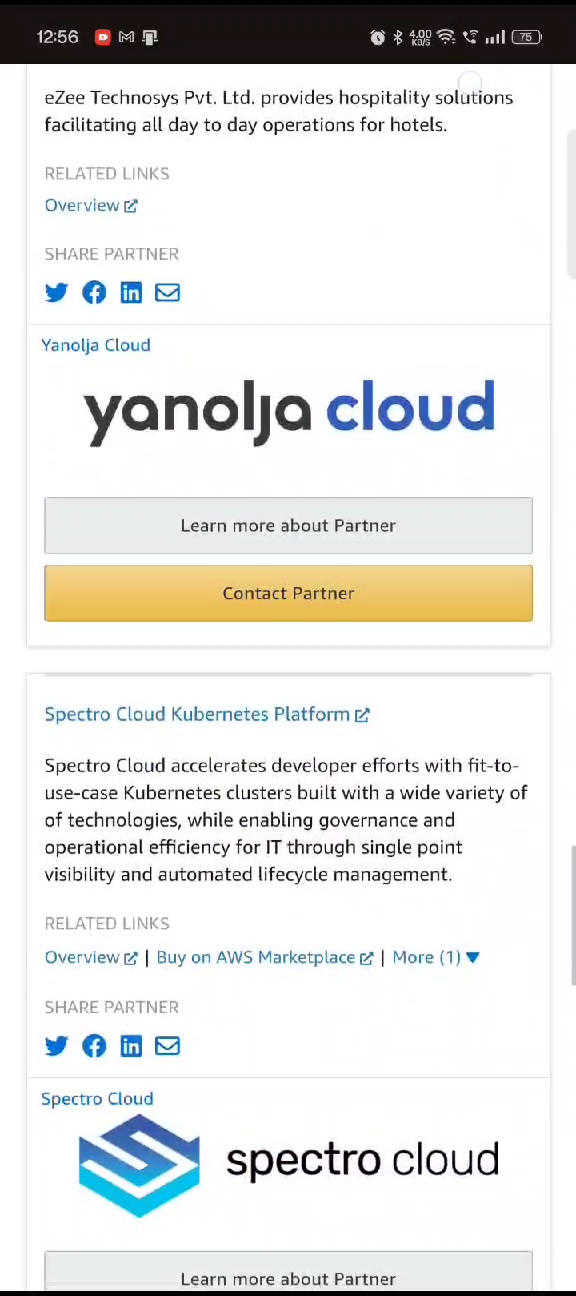 12:56
4.00
KB/S
75
eZee Technosys Pvt. Ltd. provides hospitality solutions
facilitating all day to day operations for hotels.
RELATED LINKS
Overview
SHARE PARTNER
Yanolja Cloud
yanolja cloud
Learn more about Partner
Contact Partner
Spectro Cloud Kubernetes Platform
Spectro Cloud accelerates developer efforts with fit-to-
use-case Kubernetes clusters built with a wide variety of
of technologies, while enabling governance and
operational efficiency for IT through single point
visibility and automated lifecycle management.
RELATED LINKS
Overview | Buy on AWS Marketplace | More (1) ▼
SHARE PARTNER
Spectro Cloud
spectro cloud
Learn more about Partner